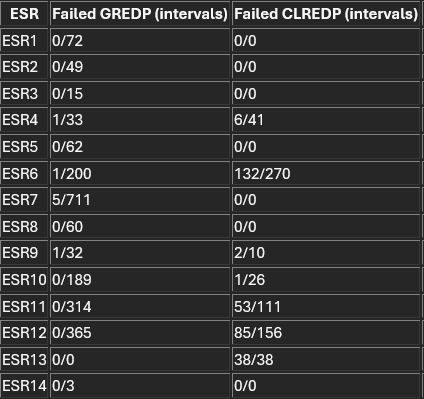 ESR Failed GREDP (intervals) Failed CLREDP (intervals)
ESR1 0/72 0/0
ESR2 0/49 0/0
ESR3 0/15 0/0
ESR4 1/33 6/41
ESR5 0/62 0/0
ESR6 1/200 132/270
ESR7 5/711 0/0
ESR8 0/60 0/0
ESR9 1/32 2/10
ESR10 0/189 1/26
ESR11 0/314 53/111
ESR12 0/365 85/156
ESR13 0/0 38/38
ESR14 0/3 0/0